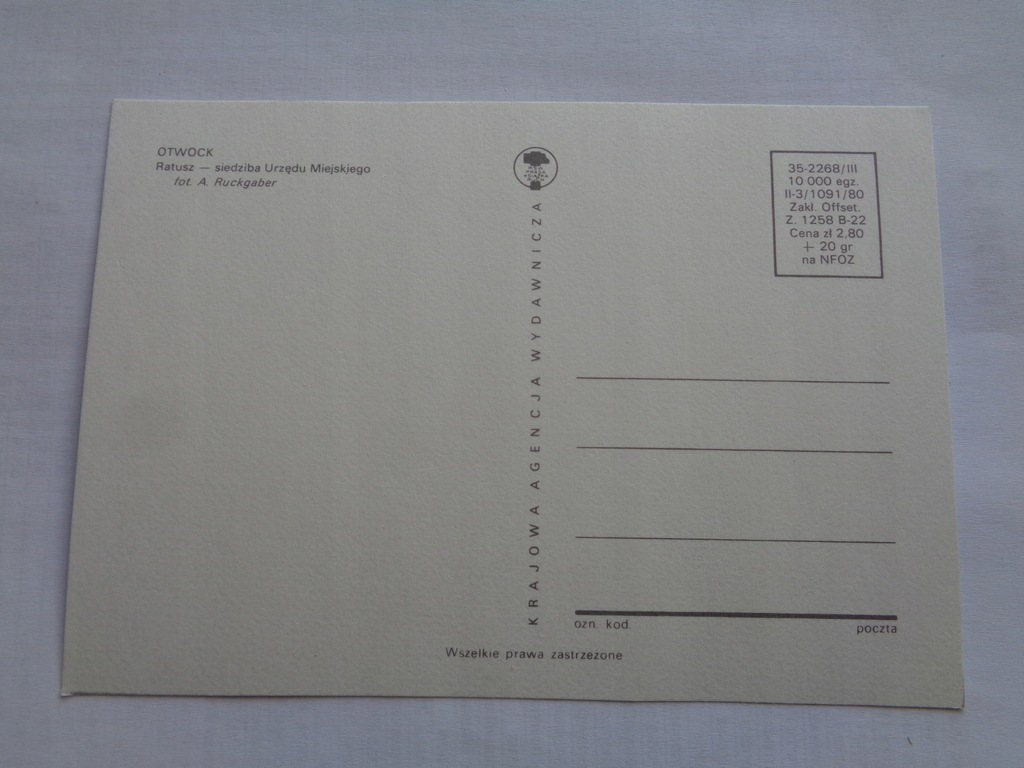 OTWOCK
Ratusz — siedziba Urzędu Miejskiego
fot. A. Ruckgaber
KRAJOWA AGENCJA WYDAWNICZA
35-2268/III
10 000 egz.
II-3/1091/80
Zakł. Offset.
Z. 1258 B-22
Cena zł 2,80
+ 20 gr
na NFOZ
ozn. kod.
poczta
Wszelkie prawa zastrzeżone